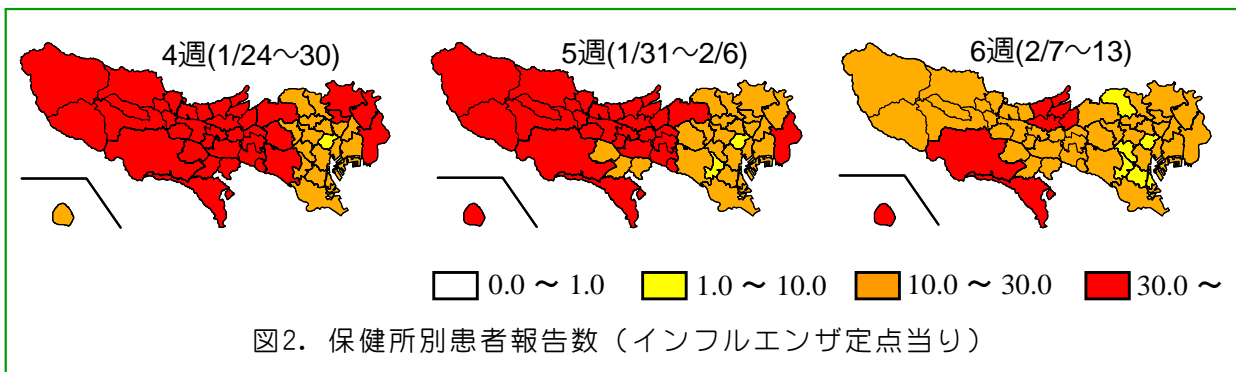 4週(1/24～30)
5週(1/31～2/6)
6週(2/7～13)
0.0 ～ 1.0
1.0 ～ 10.0
10.0 ～ 30.0
30.0 ～
図2. 保健所別患者報告数（インフルエンザ定点当り）